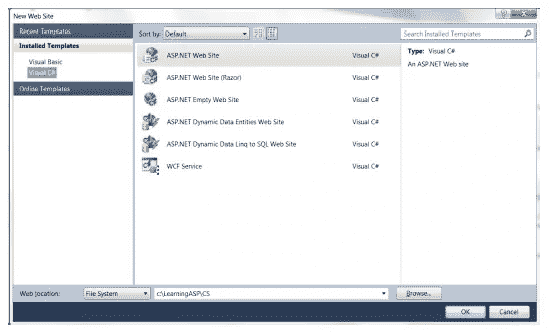 New Web Site
Recent Templates
Installed Templates
Visual Basic
Visual C#
Online Templates
Sort by: Default
Search Installed Templates
ASP.NET Web Site Visual C#
ASP.NET Web Site (Razor) Visual C#
ASP.NET Empty Web Site Visual C#
ASP.NET Dynamic Data Entities Web Site Visual C#
ASP.NET Dynamic Data Linq to SQL Web Site Visual C#
WCF Service Visual C#
Type: Visual C#
An ASP.NET Web site
Web location: File System c:\LearningASP\CS Browse...
OK Cancel